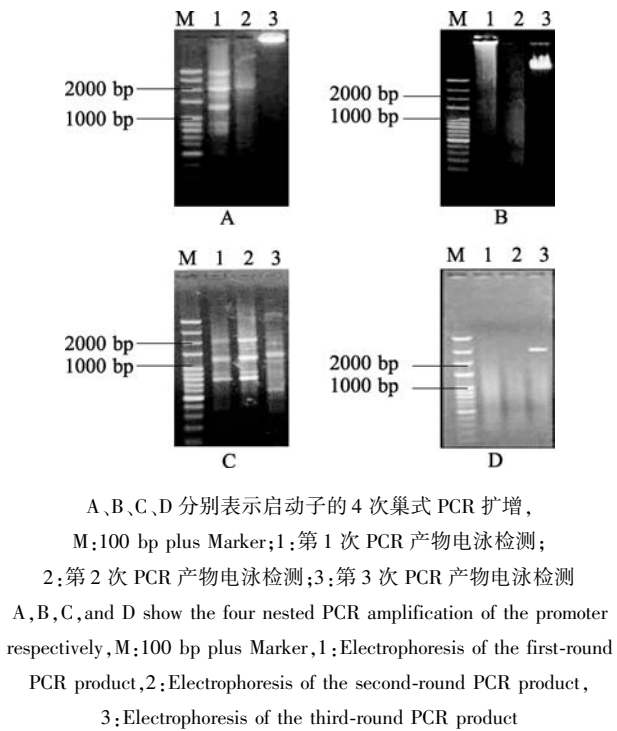 M 1 2 3
2000 bp
1000 bp
A
M 1 2 3
2000 bp
1000 bp
B
M 1 2 3
2000 bp
1000 bp
C
M 1 2 3
2000 bp
1000 bp
D
A、B、C、D 分别表示启动子的 4 次巢式 PCR 扩增,
M:100 bp plus Marker;1:第 1 次 PCR 产物电泳检测;
2:第 2 次 PCR 产物电泳检测;3:第 3 次 PCR 产物电泳检测
A,B,C,and D show the four nested PCR amplification of the promoter
respectively,M:100 bp plus Marker,1:Electrophoresis of the first-round
PCR product,2:Electrophoresis of the second-round PCR product,
3:Electrophoresis of the third-round PCR product